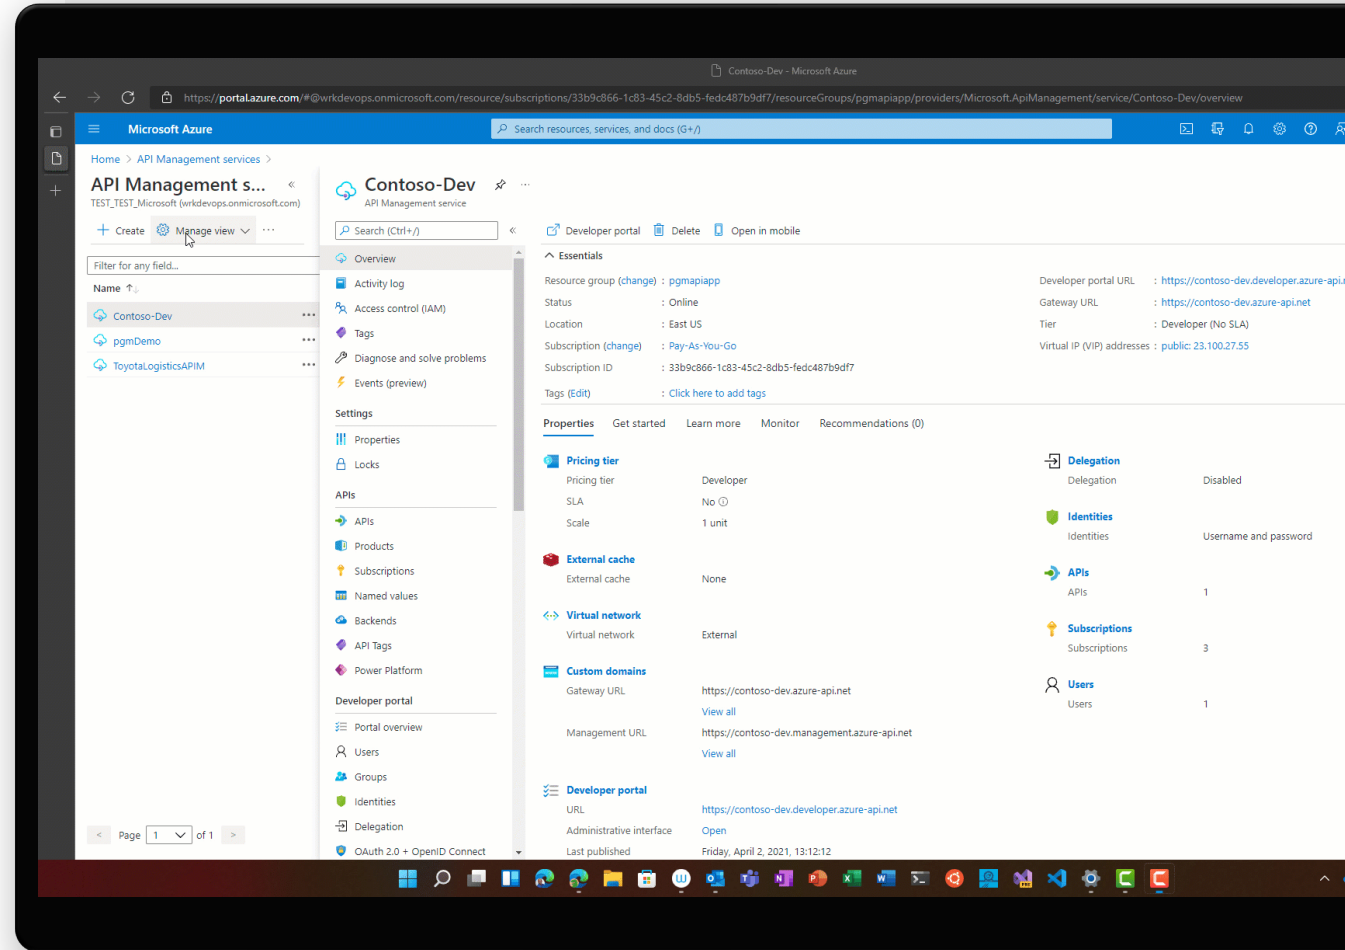 Contoso-Dev - Microsoft Azure
https://portal.azure.com/#@wrkdevops.onmicrosoft.com/resource/subscriptions/33b9c866-1c83-45c2-8db5-fedc487b9df7/resourceGroups/pgmapiapp/providers/Microsoft.ApiManagement/service/Contoso-Dev/overview
Microsoft Azure
Search resources, services, and docs (G+/)
Home > API Management services >
API Management s... «
TEST_TEST_Microsoft (wrkdevops.onmicrosoft.com)
+ Create Manage view ...
Filter for any field...
Name ↑↓
Contoso-Dev ...
pgmDemo ...
ToyotaLogisticsAPIM ...
< Page 1 of 1 >
Contoso-Dev ...
API Management service
Search (Ctrl+/) «
Overview
Activity log
Access control (IAM)
Tags
Diagnose and solve problems
Events (preview)
Settings
Properties
Locks
APIs
APIs
Products
Subscriptions
Named values
Backends
API Tags
Power Platform
Developer portal
Portal overview
Users
Groups
Identities
Delegation
OAuth 2.0 + OpenID Connect
Developer portal Delete Open in mobile
Essentials
Resource group (change) : pgmapiapp
Status : Online
Location : East US
Subscription (change) : Pay-As-You-Go
Subscription ID : 33b9c866-1c83-45c2-8db5-fedc487b9df7
Tags (Edit) : Click here to add tags
Developer portal URL : https://contoso-dev.developer.azure-api.
Gateway URL : https://contoso-dev.azure-api.net
Tier : Developer (No SLA)
Virtual IP (VIP) addresses : public: 23.100.27.55
Properties Get started Learn more Monitor Recommendations (0)
Pricing tier
Pricing tier Developer
SLA No
Scale 1 unit
External cache
External cache None
Virtual network
Virtual network External
Custom domains
Gateway URL https://contoso-dev.azure-api.net
View all
Management URL https://contoso-dev.management.azure-api.net
View all
Developer portal
URL https://contoso-dev.developer.azure-api.net
Administrative interface Open
Last published Friday, April 2, 2021, 13:12:12
Delegation
Delegation Disabled
Identities
Identities Username and password
APIs
APIs 1
Subscriptions
Subscriptions 3
Users
Users 1